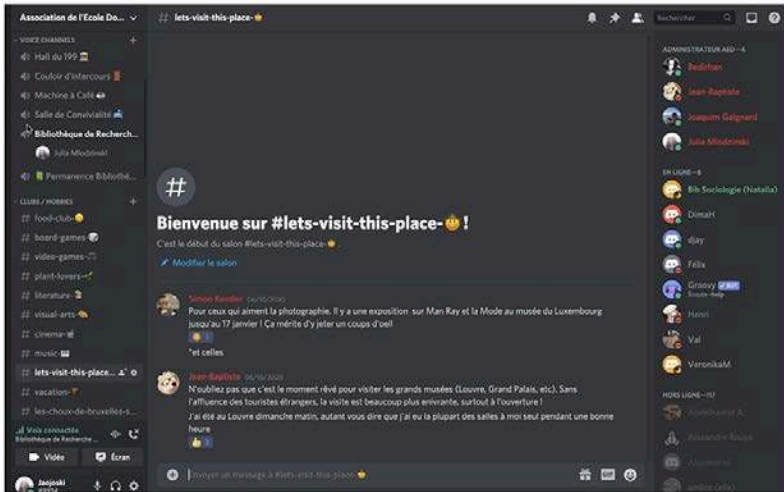 Association de l'Ecole Do...
VOICE CHANNELS
Hall du 199
Couloir d'intercours
Machine à Café
Salle de Convivialité
Bibliothèque de Recherch...
Julia Mlodzinski
Permanence Bibliothé...
CLUBS / HOBBIES
food-club-
board-games-
video-games-
plant-lovers-
literature-
visual-arts-
cinema-
music-
lets-visit-this-place...
vacation-
les-choux-de-bruxelles-s...
Voix connectée
Bibliothèque de Recherche ...
Vidéo
Écran
Jaojoski
# lets-visit-this-place-
Rechercher
#
Bienvenue sur #lets-visit-this-place- !
C'est le début du salon #lets-visit-this-place- .
Modifier le salon
Simon 06/10/2020
Pour ceux qui aiment la photographie. Il y a une exposition sur Man Ray et la Mode au musée du Luxembourg
jusqu'au 17 janvier ! Ça mérite d'y jeter un coups d'oeil
*et celles
Jean-Baptiste 06/10/2020
N'oubliez pas que c'est le moment rêvé pour visiter les grands musées (Louvre, Grand Palais, etc). Sans
l'affluence des touristes étrangers, la visite est beaucoup plus enivrante, surtout à l'ouverture !
J'ai été au Louvre dimanche matin, autant vous dire que j'ai eu la plupart des salles à moi seul pendant une bonne
heure
Envoyer un message à #lets-visit-this-place-
GIF
ADMINISTRATEUR AED—4
Bedirhan
Jean-Baptiste
Joaquim Gaignard
Julia Mlodzinski
EN LIGNE—8
Bib Sociologie (Natalia)
DimaH
djay
Félix
Groovy BOT
Écoute -help
Henri
Val
VeronikaM
HORS LIGNE—117